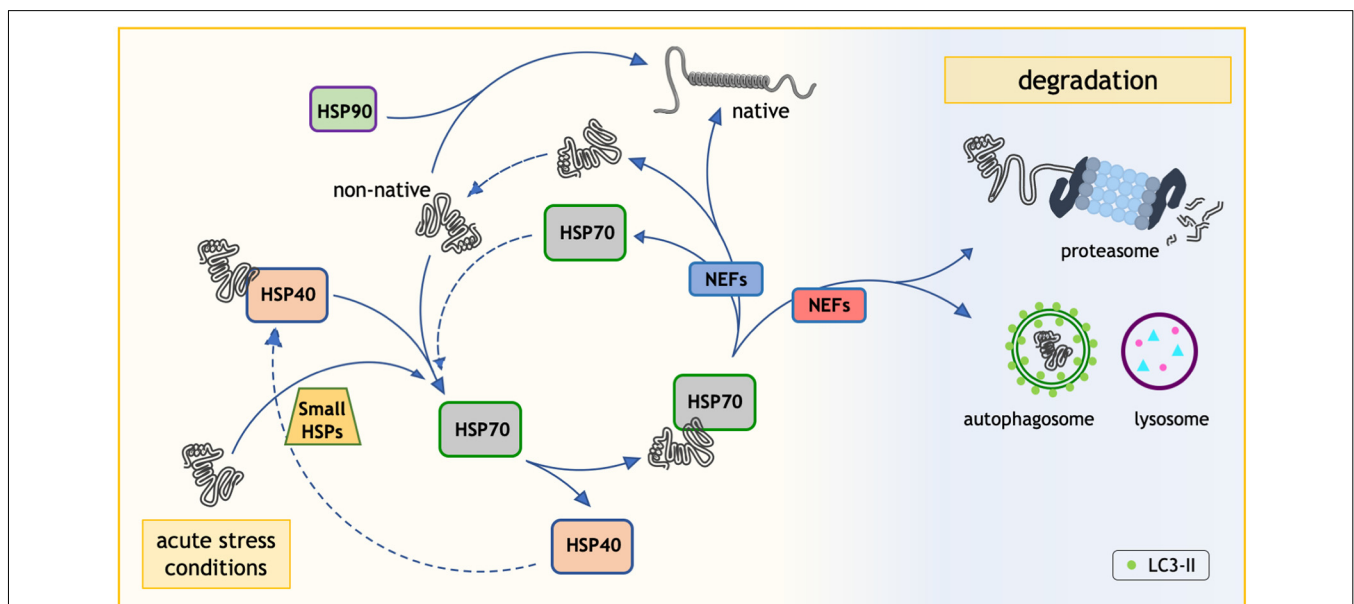 degradation
HSP90
native
non-native
HSP70
proteasome
HSP40
NEFs
NEFs
Small
HSPs
HSP70
HSP70
autophagosome
lysosome
acute stress
conditions
HSP40
LC3-II